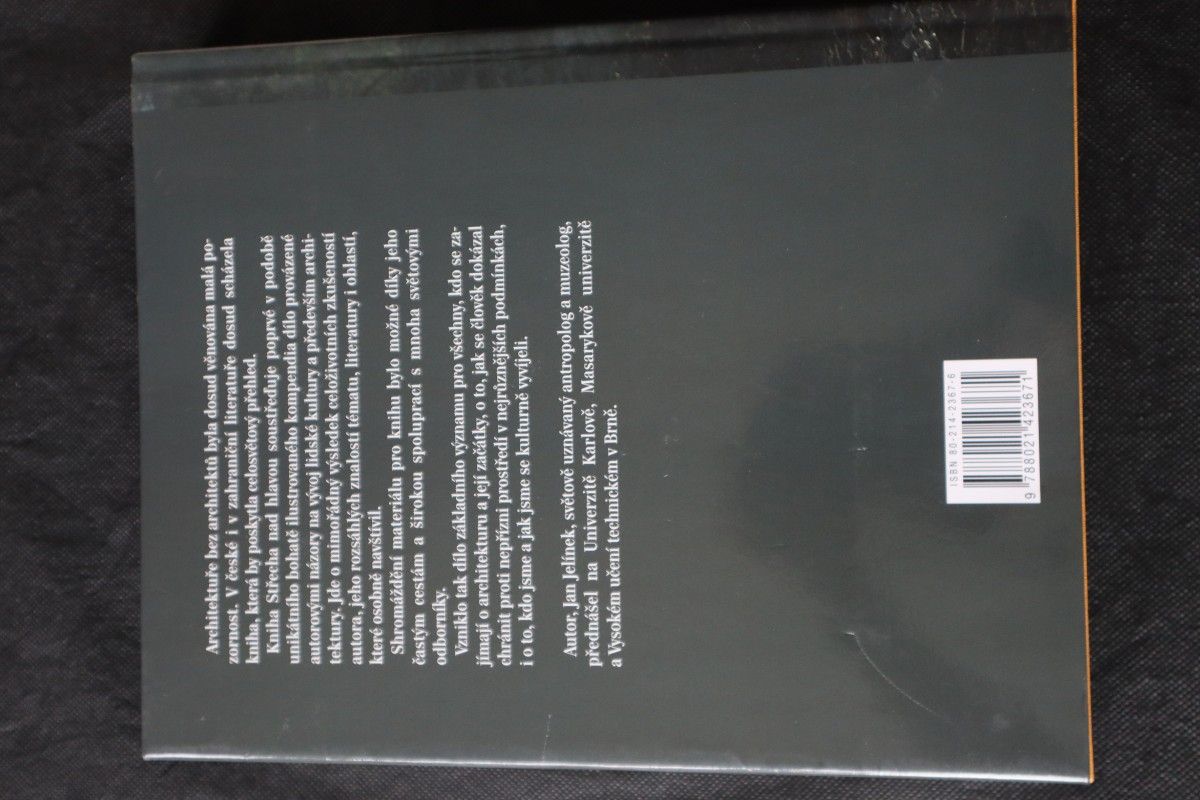 Architektuře bez architektů byla dosud věnována malá po-
zornost. V české i v zahraniční literatuře dosud scházela
kniha, která by poskytla celosvětový přehled.
Kniha Střecha nad hlavou soustřeďuje poprvé v podobě
unikátního bohatě ilustrovaného kompendia dílo provázené
autorovými názory na vývoj lidské kultury a především archi-
tektury. Jde o mimořádný výsledek celoživotních zkušeností
autora, jeho rozsáhlých znalostí tématu, literatury i oblastí,
které osobně navštívil.
Shromáždění materiálu pro knihu bylo možné díky jeho
častým cestám a širokou spoluprací s mnoha světovými
odborníky.
Vzniklo tak dílo základního významu pro všechny, kdo se za-
jímají o architekturu a její začátky, o to, jak se člověk dokázal
chránit proti nepřízni prostředí v nejrůznějších podmínkách,
i o to, kdo jsme a jak jsme se kulturně vyvíjeli.
Autor, Jan Jelínek, světově uznávaný antropolog a muzeolog,
přednášel na Univerzitě Karlově, Masarykově univerzitě
a Vysokém učení technickém v Brně.
ISBN 80-214-2367-6
9 788021 423671